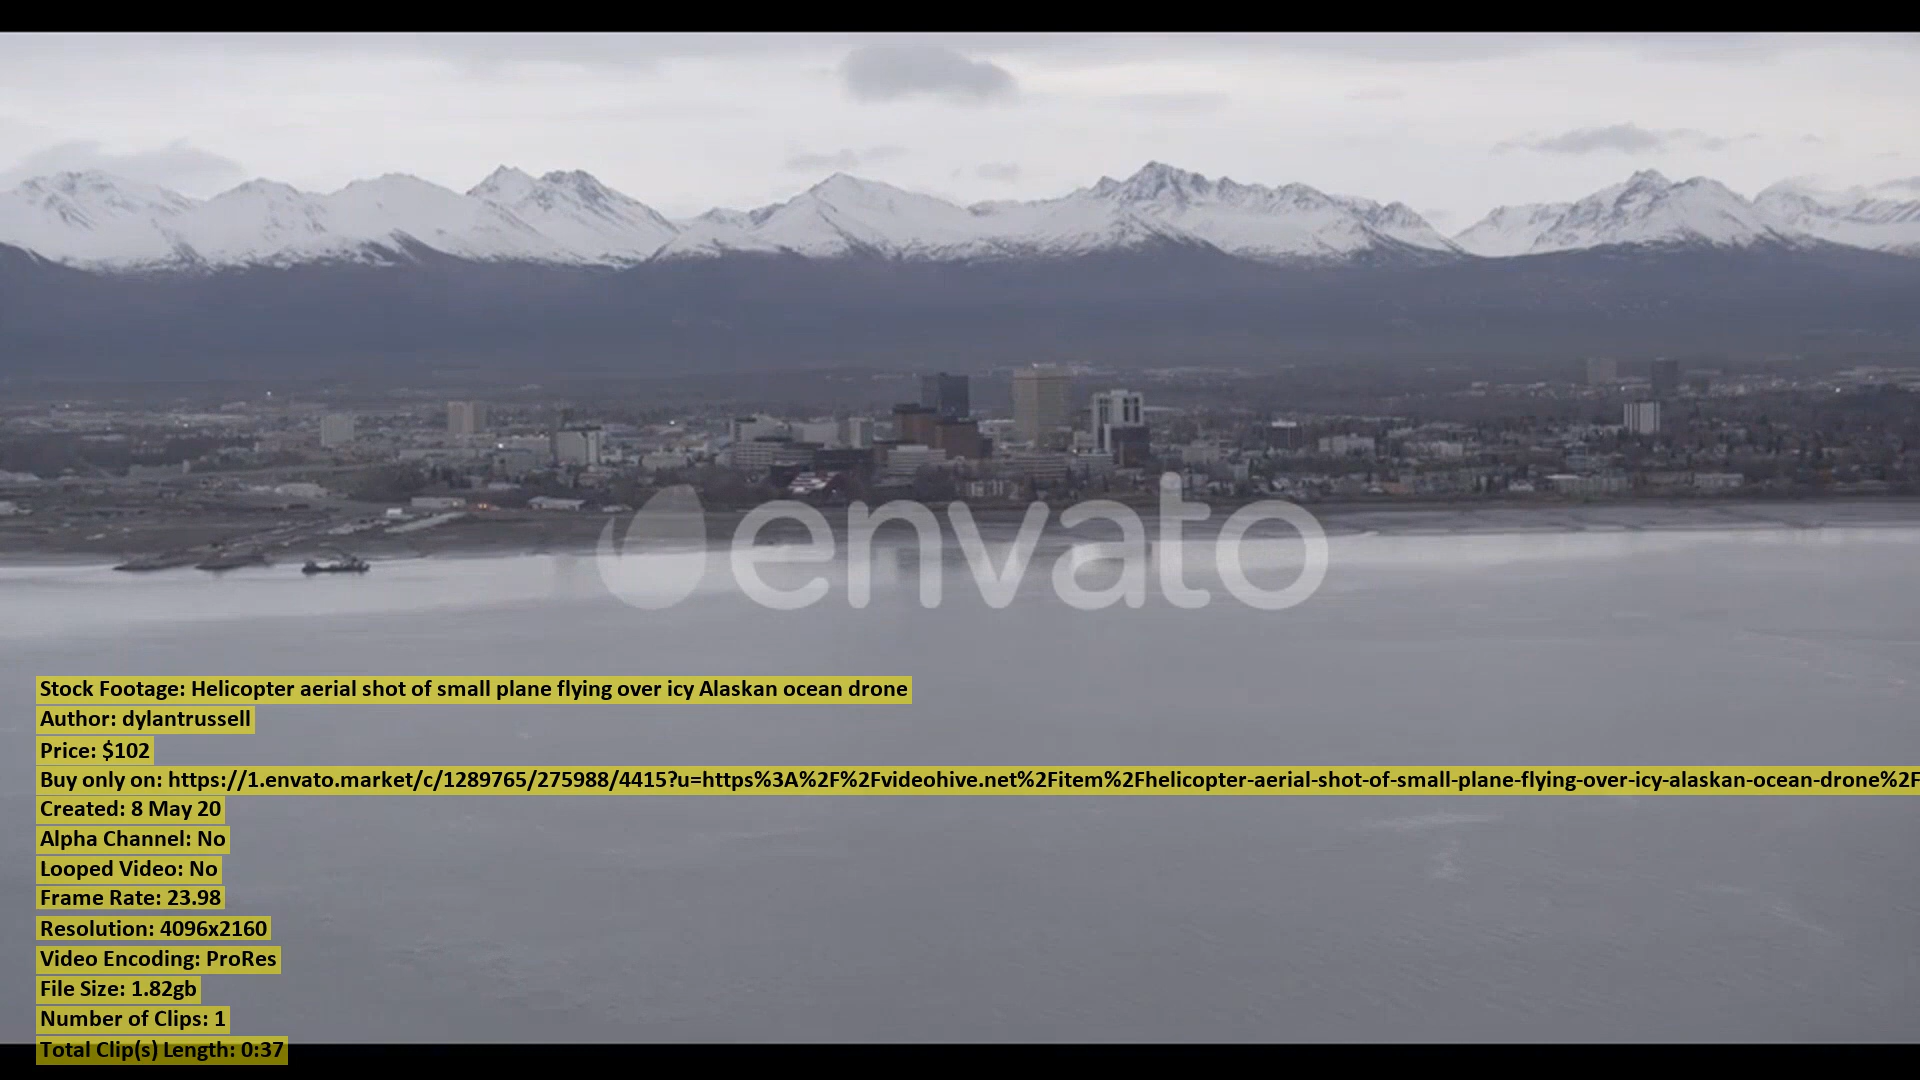 envato
Stock Footage: Helicopter aerial shot of small plane flying over icy Alaskan ocean drone
Author: dylantrussell
Price: $102
Buy only on: https://1.envato.market/c/1289765/275988/4415?u=https%3A%2F%2Fvideohive.net%2Fitem%2Fhelicopter-aerial-shot-of-small-plane-flying-over-icy-alaskan-ocean-drone%2F
Created: 8 May 20
Alpha Channel: No
Looped Video: No
Frame Rate: 23.98
Resolution: 4096x2160
Video Encoding: ProRes
File Size: 1.82gb
Number of Clips: 1
Total Clip(s) Length: 0:37